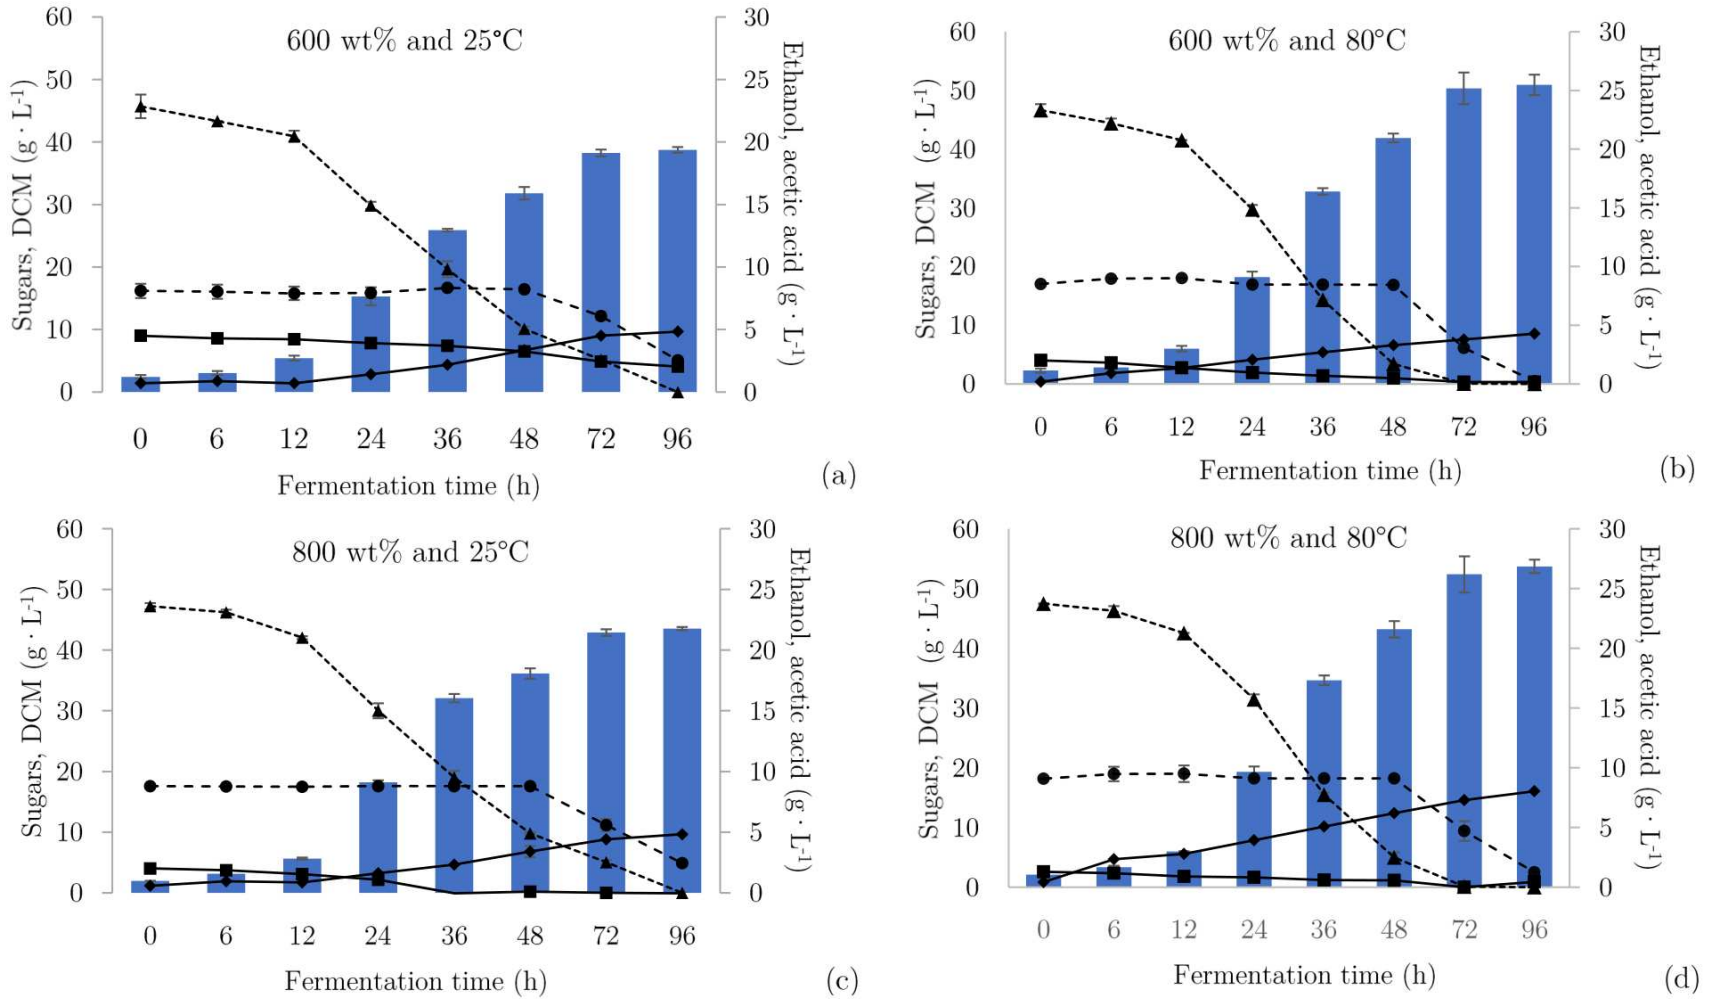 600 wt% and 25°C
60 50 40 30 20 10 0
Sugars, DCM (g · L-1)
30 25 20 15 10 5 0
Ethanol, acetic acid (g · L-1)
0 6 12 24 36 48 72 96
Fermentation time (h)
(a)
600 wt% and 80°C
60 50 40 30 20 10 0
Sugars, DCM (g · L-1)
30 25 20 15 10 5 0
Ethanol, acetic acid (g · L-1)
0 6 12 24 36 48 72 96
Fermentation time (h)
(b)
800 wt% and 25°C
60 50 40 30 20 10 0
Sugars, DCM (g · L-1)
30 25 20 15 10 5 0
Ethanol, acetic acid (g · L-1)
0 6 12 24 36 48 72 96
Fermentation time (h)
(c)
800 wt% and 80°C
60 50 40 30 20 10 0
Sugars, DCM (g · L-1)
30 25 20 15 10 5 0
Ethanol, acetic acid (g · L-1)
0 6 12 24 36 48 72 96
Fermentation time (h)
(d)